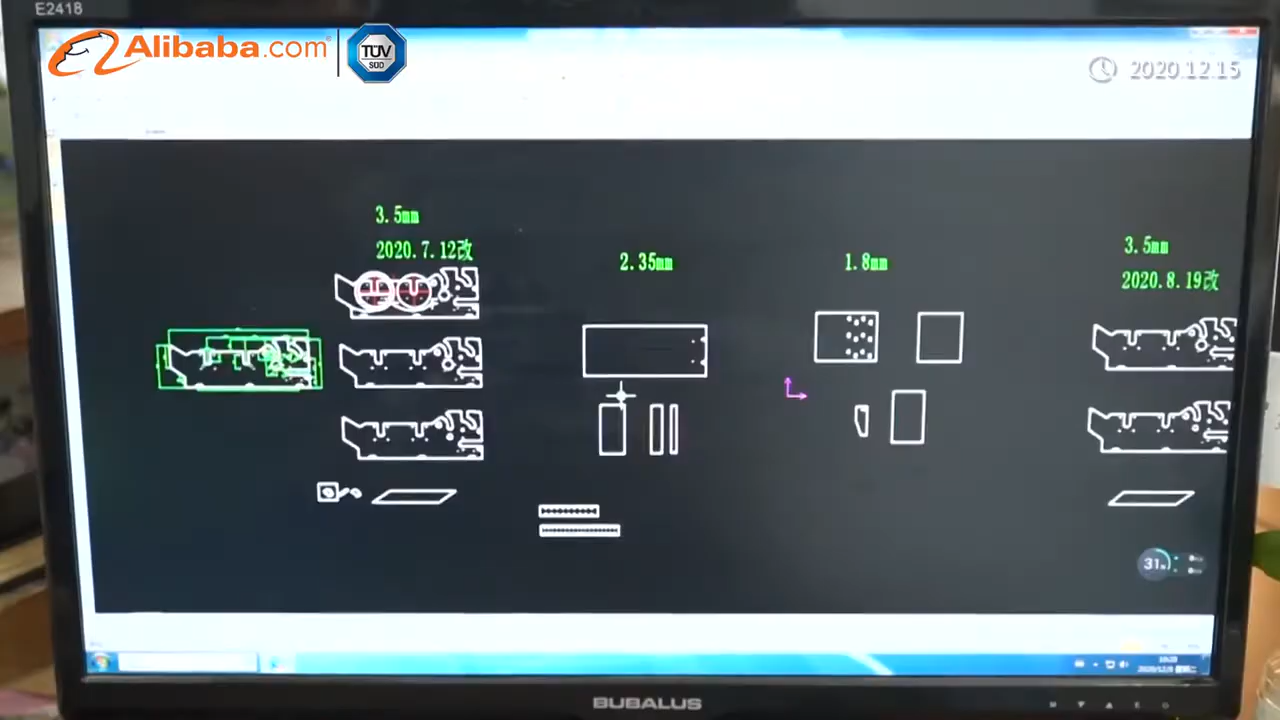 E2418
Alibaba.com
TÜV
SÜD
2020.12.15
3.5mm
2020.7.12改
2.35mm
1.8mm
3.5mm
2020.8.19改
31
BUBALUS